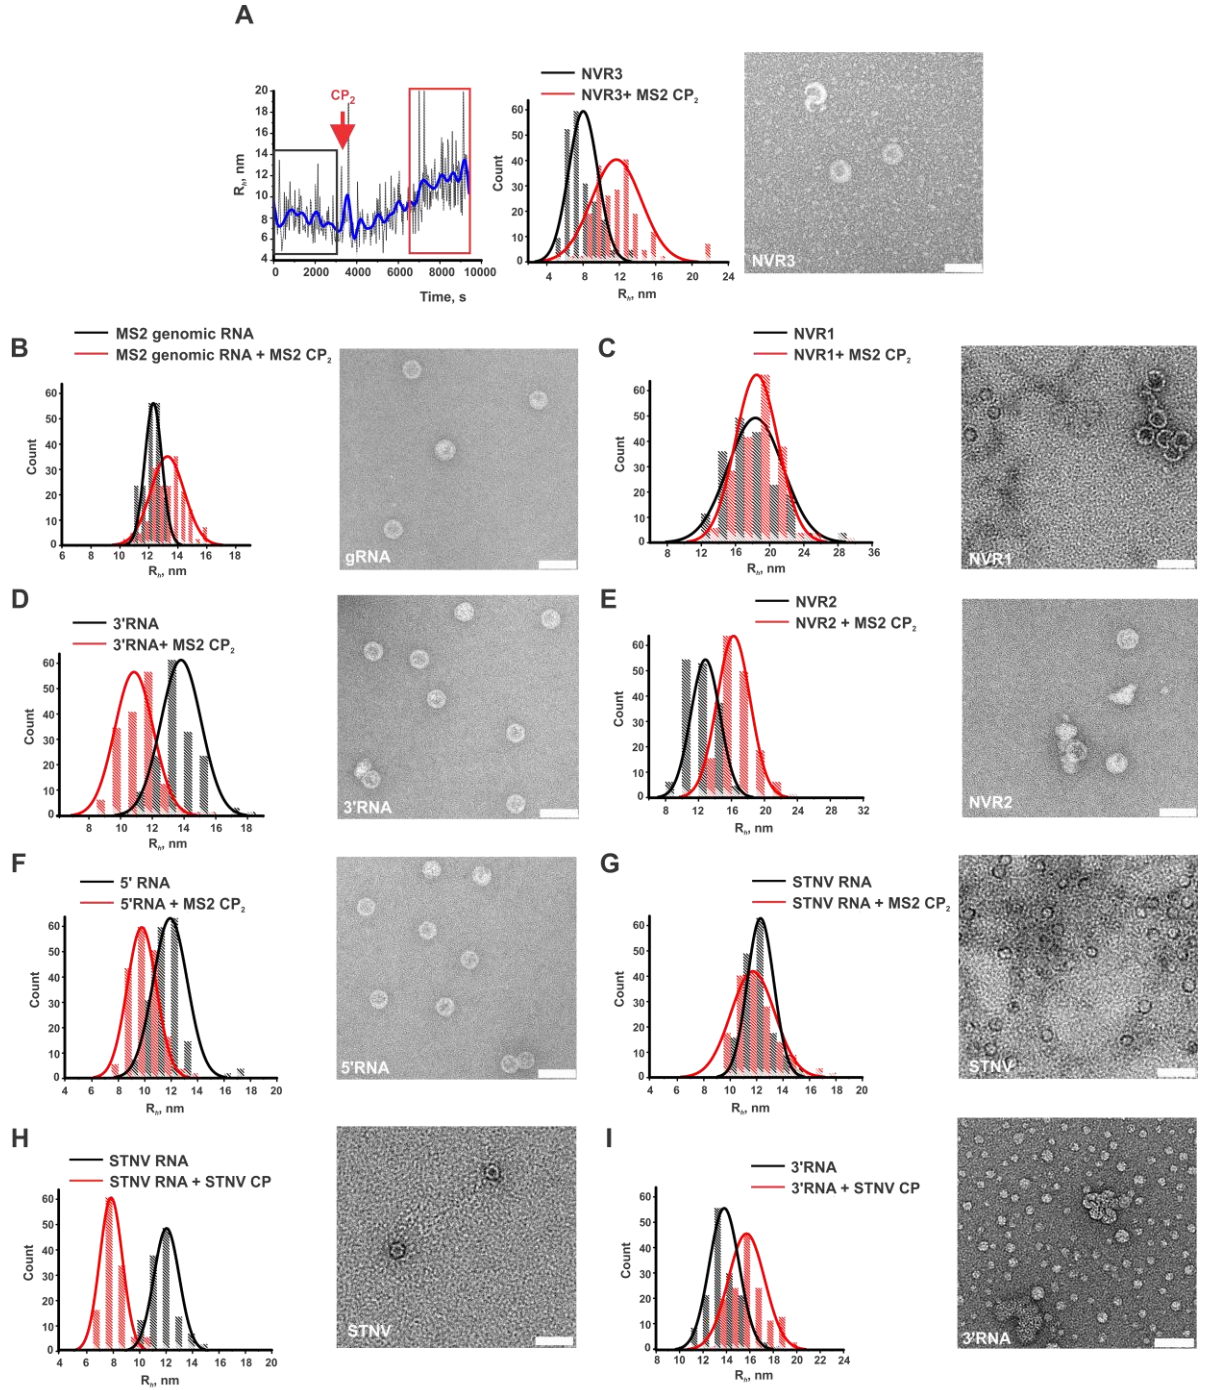 A
CP2
20
18
16
14
12
10
8
6
4
Rh, nm
0 2000 4000 6000 8000 10000
Time, s
NVR3
NVR3+ MS2 CP2
60
50
40
30
20
10
0
Count
4 8 12 16 20 24
Rh, nm
NVR3
B
MS2 genomic RNA
MS2 genomic RNA + MS2 CP2
60
50
40
30
20
10
0
Count
6 8 10 12 14 16 18
Rh, nm
gRNA
C
NVR1
NVR1+ MS2 CP2
60
50
40
30
20
10
0
Count
8 12 16 20 24 28 36
Rh, nm
NVR1
D
3'RNA
3'RNA+ MS2 CP2
60
50
40
30
20
10
0
Count
8 10 12 14 16 18
Rh, nm
3'RNA
E
NVR2
NVR2 + MS2 CP2
60
50
40
30
20
10
0
Count
8 12 16 20 24 28 32
Rh, nm
NVR2
F
5' RNA
5'RNA + MS2 CP2
60
50
40
30
20
10
0
Count
4 6 8 10 12 14 16 18 20
Rh, nm
5'RNA
G
STNV RNA
STNV RNA + MS2 CP2
60
50
40
30
20
10
0
Count
4 6 8 10 12 14 16 18 20
Rh, nm
STNV
H
STNV RNA
STNV RNA + STNV CP
60
50
40
30
20
10
0
Count
4 6 8 10 12 14 16 20
Rh, nm
STNV
I
3'RNA
3'RNA + STNV CP
60
50
40
30
20
10
0
Count
8 10 12 14 16 18 20 22 24
Rh, nm
3'RNA